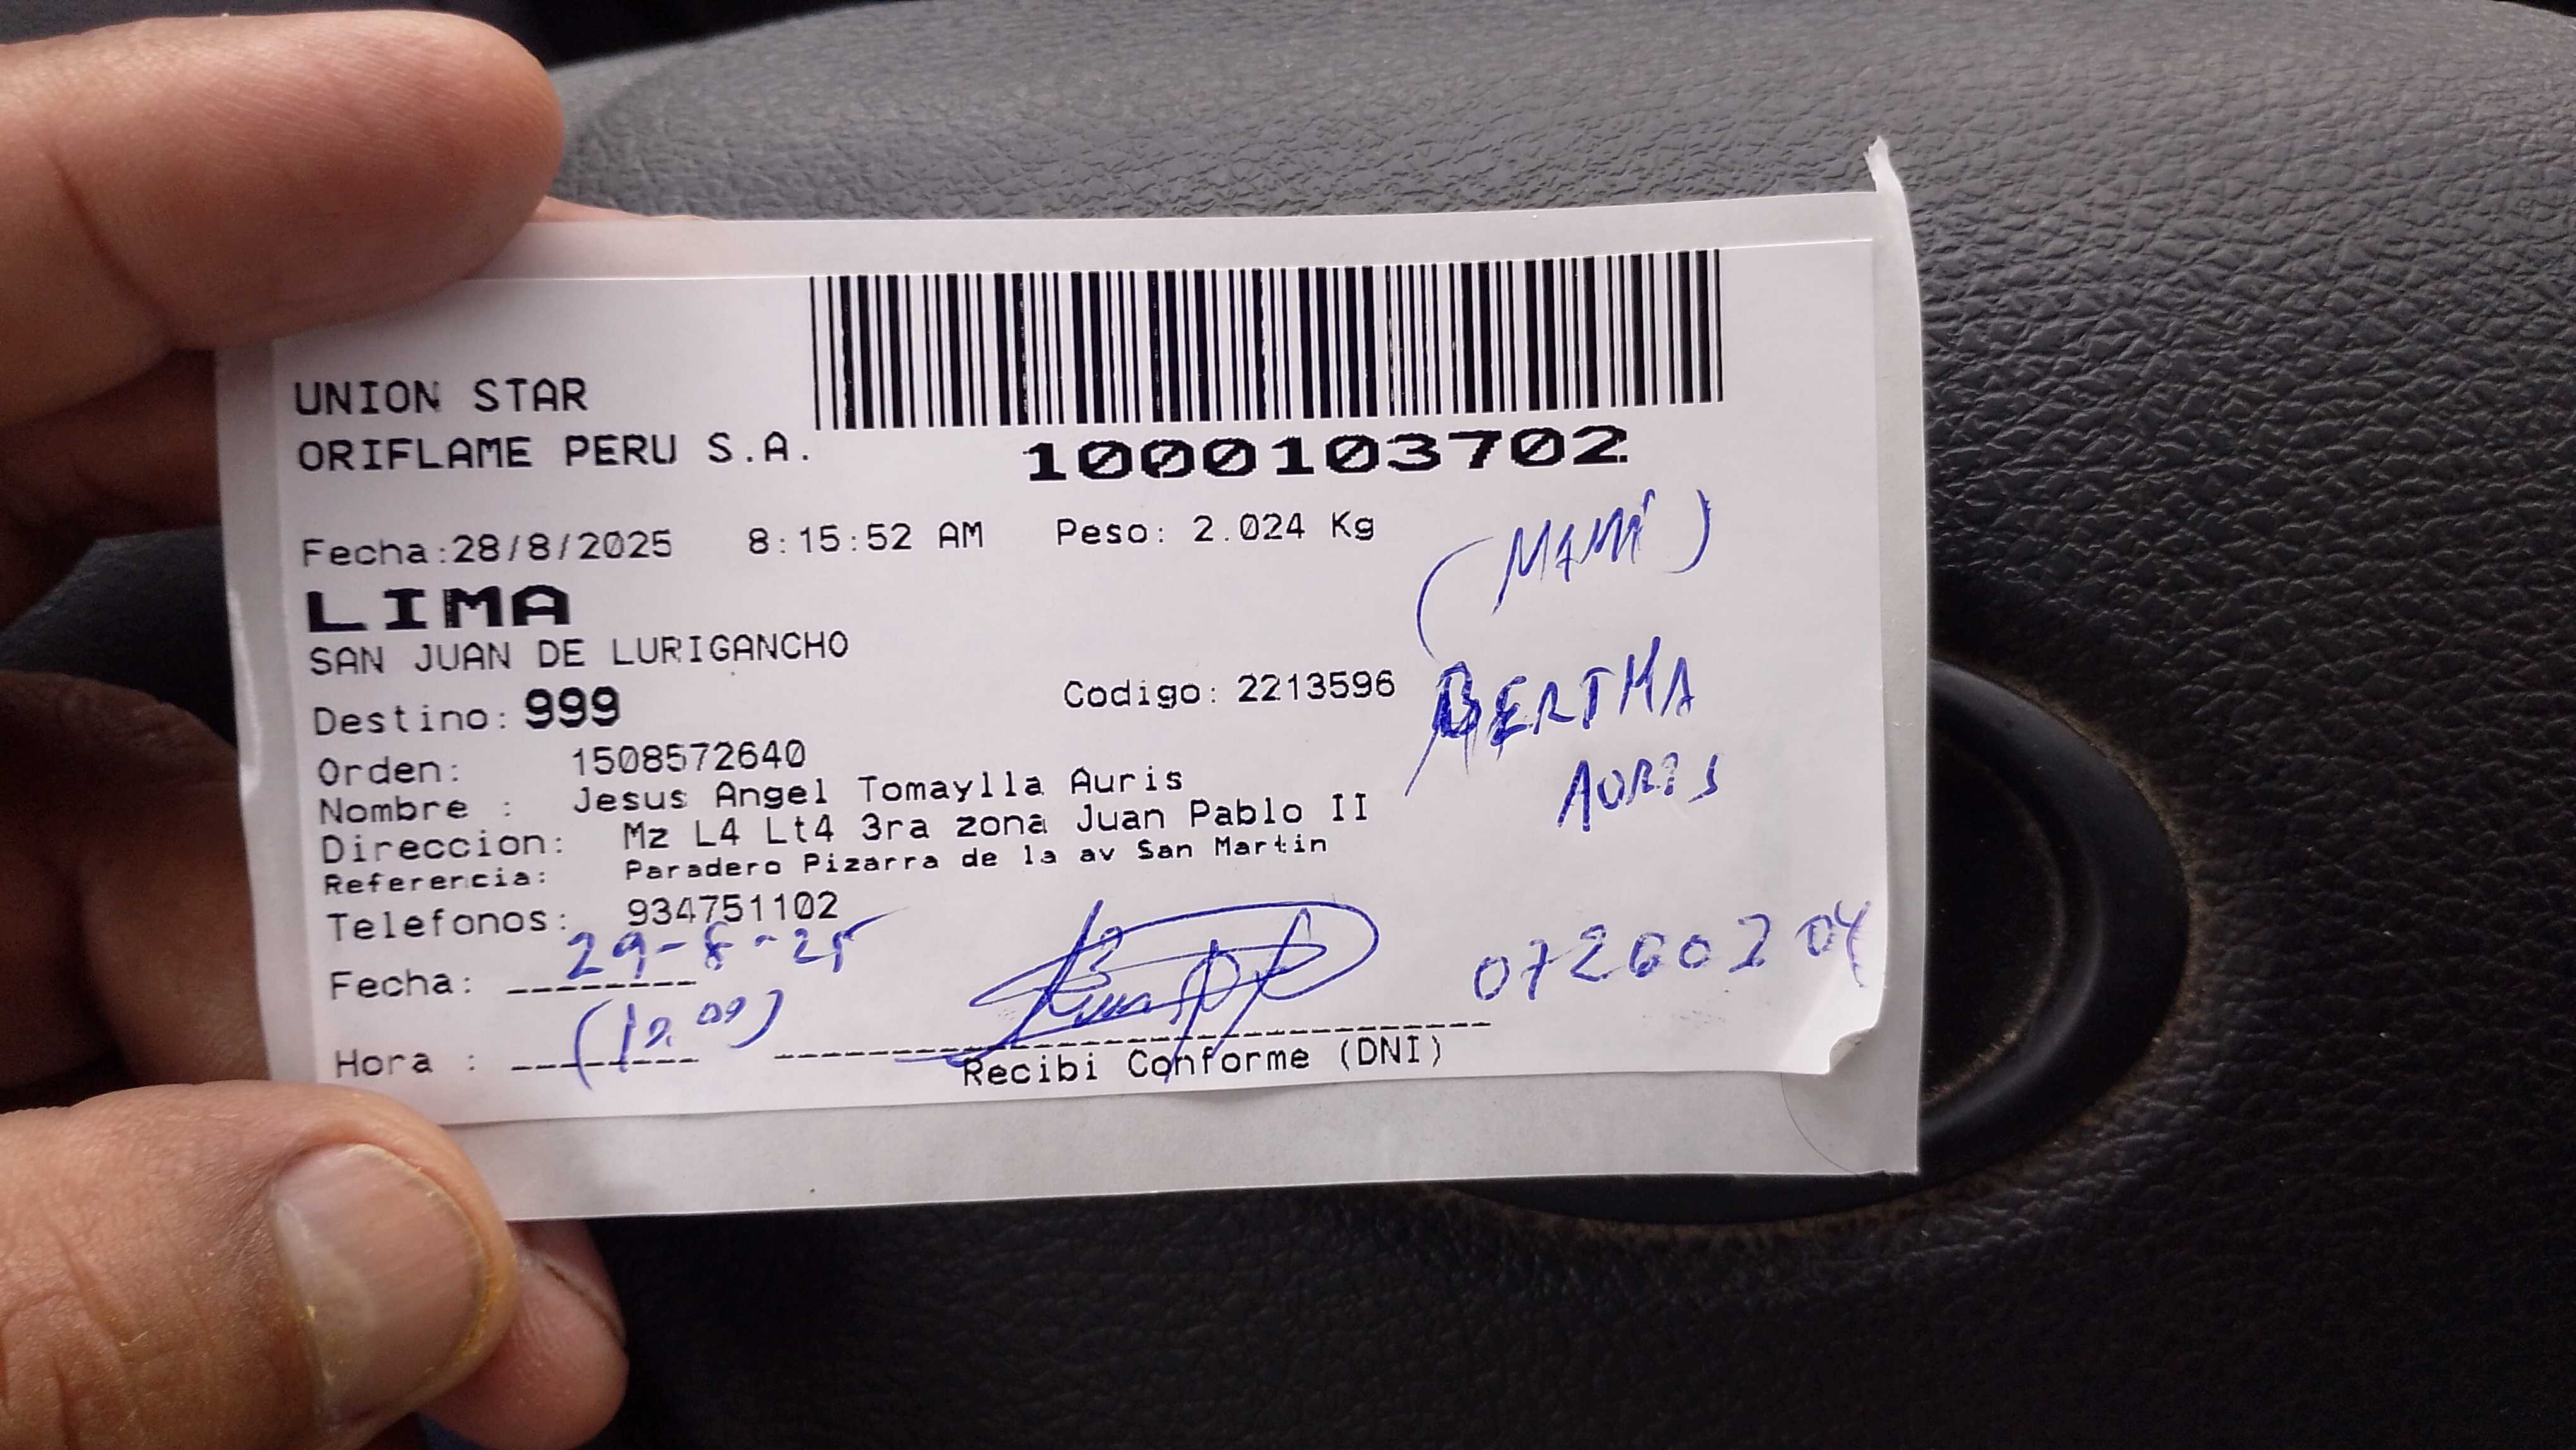 UNION STAR
ORIFLAME PERU S.A.
1000103702
Fecha:28/8/2025 8:15:52 AM Peso: 2.024 Kg
(MAMÁ)
LIMA
SAN JUAN DE LURIGANCHO
Destino: 999 Codigo: 2213596
BERTHA
AURIS
Orden: 1508572640
Nombre : Jesus Angel Tomaylla Auris
Direccion: Mz L4 Lt4 3ra zona Juan Pablo II
Referencia: Paradero Pizarra de la av San Martin
Telefonos: 934751102
Fecha: 29-8-25
Hora :
Recibi Conforme (DNI)